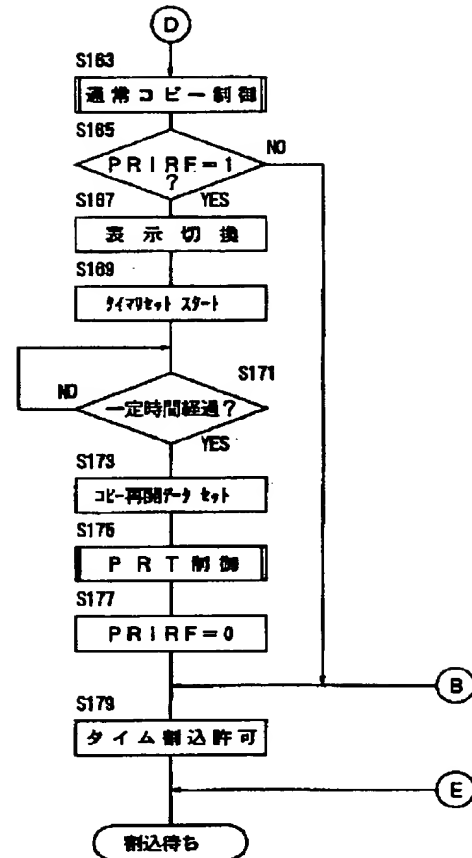 D
S163
通常コピー制御
S165
PRIRF=1
?
NO
YES
S167
表示切換
S169
タイマリセット スタート
S171
一定時間経過?
NO
YES
S173
コピー再開データ セット
S175
PRT制御
S177
PRIRF=0
B
S179
タイム割込許可
E
割込待ち